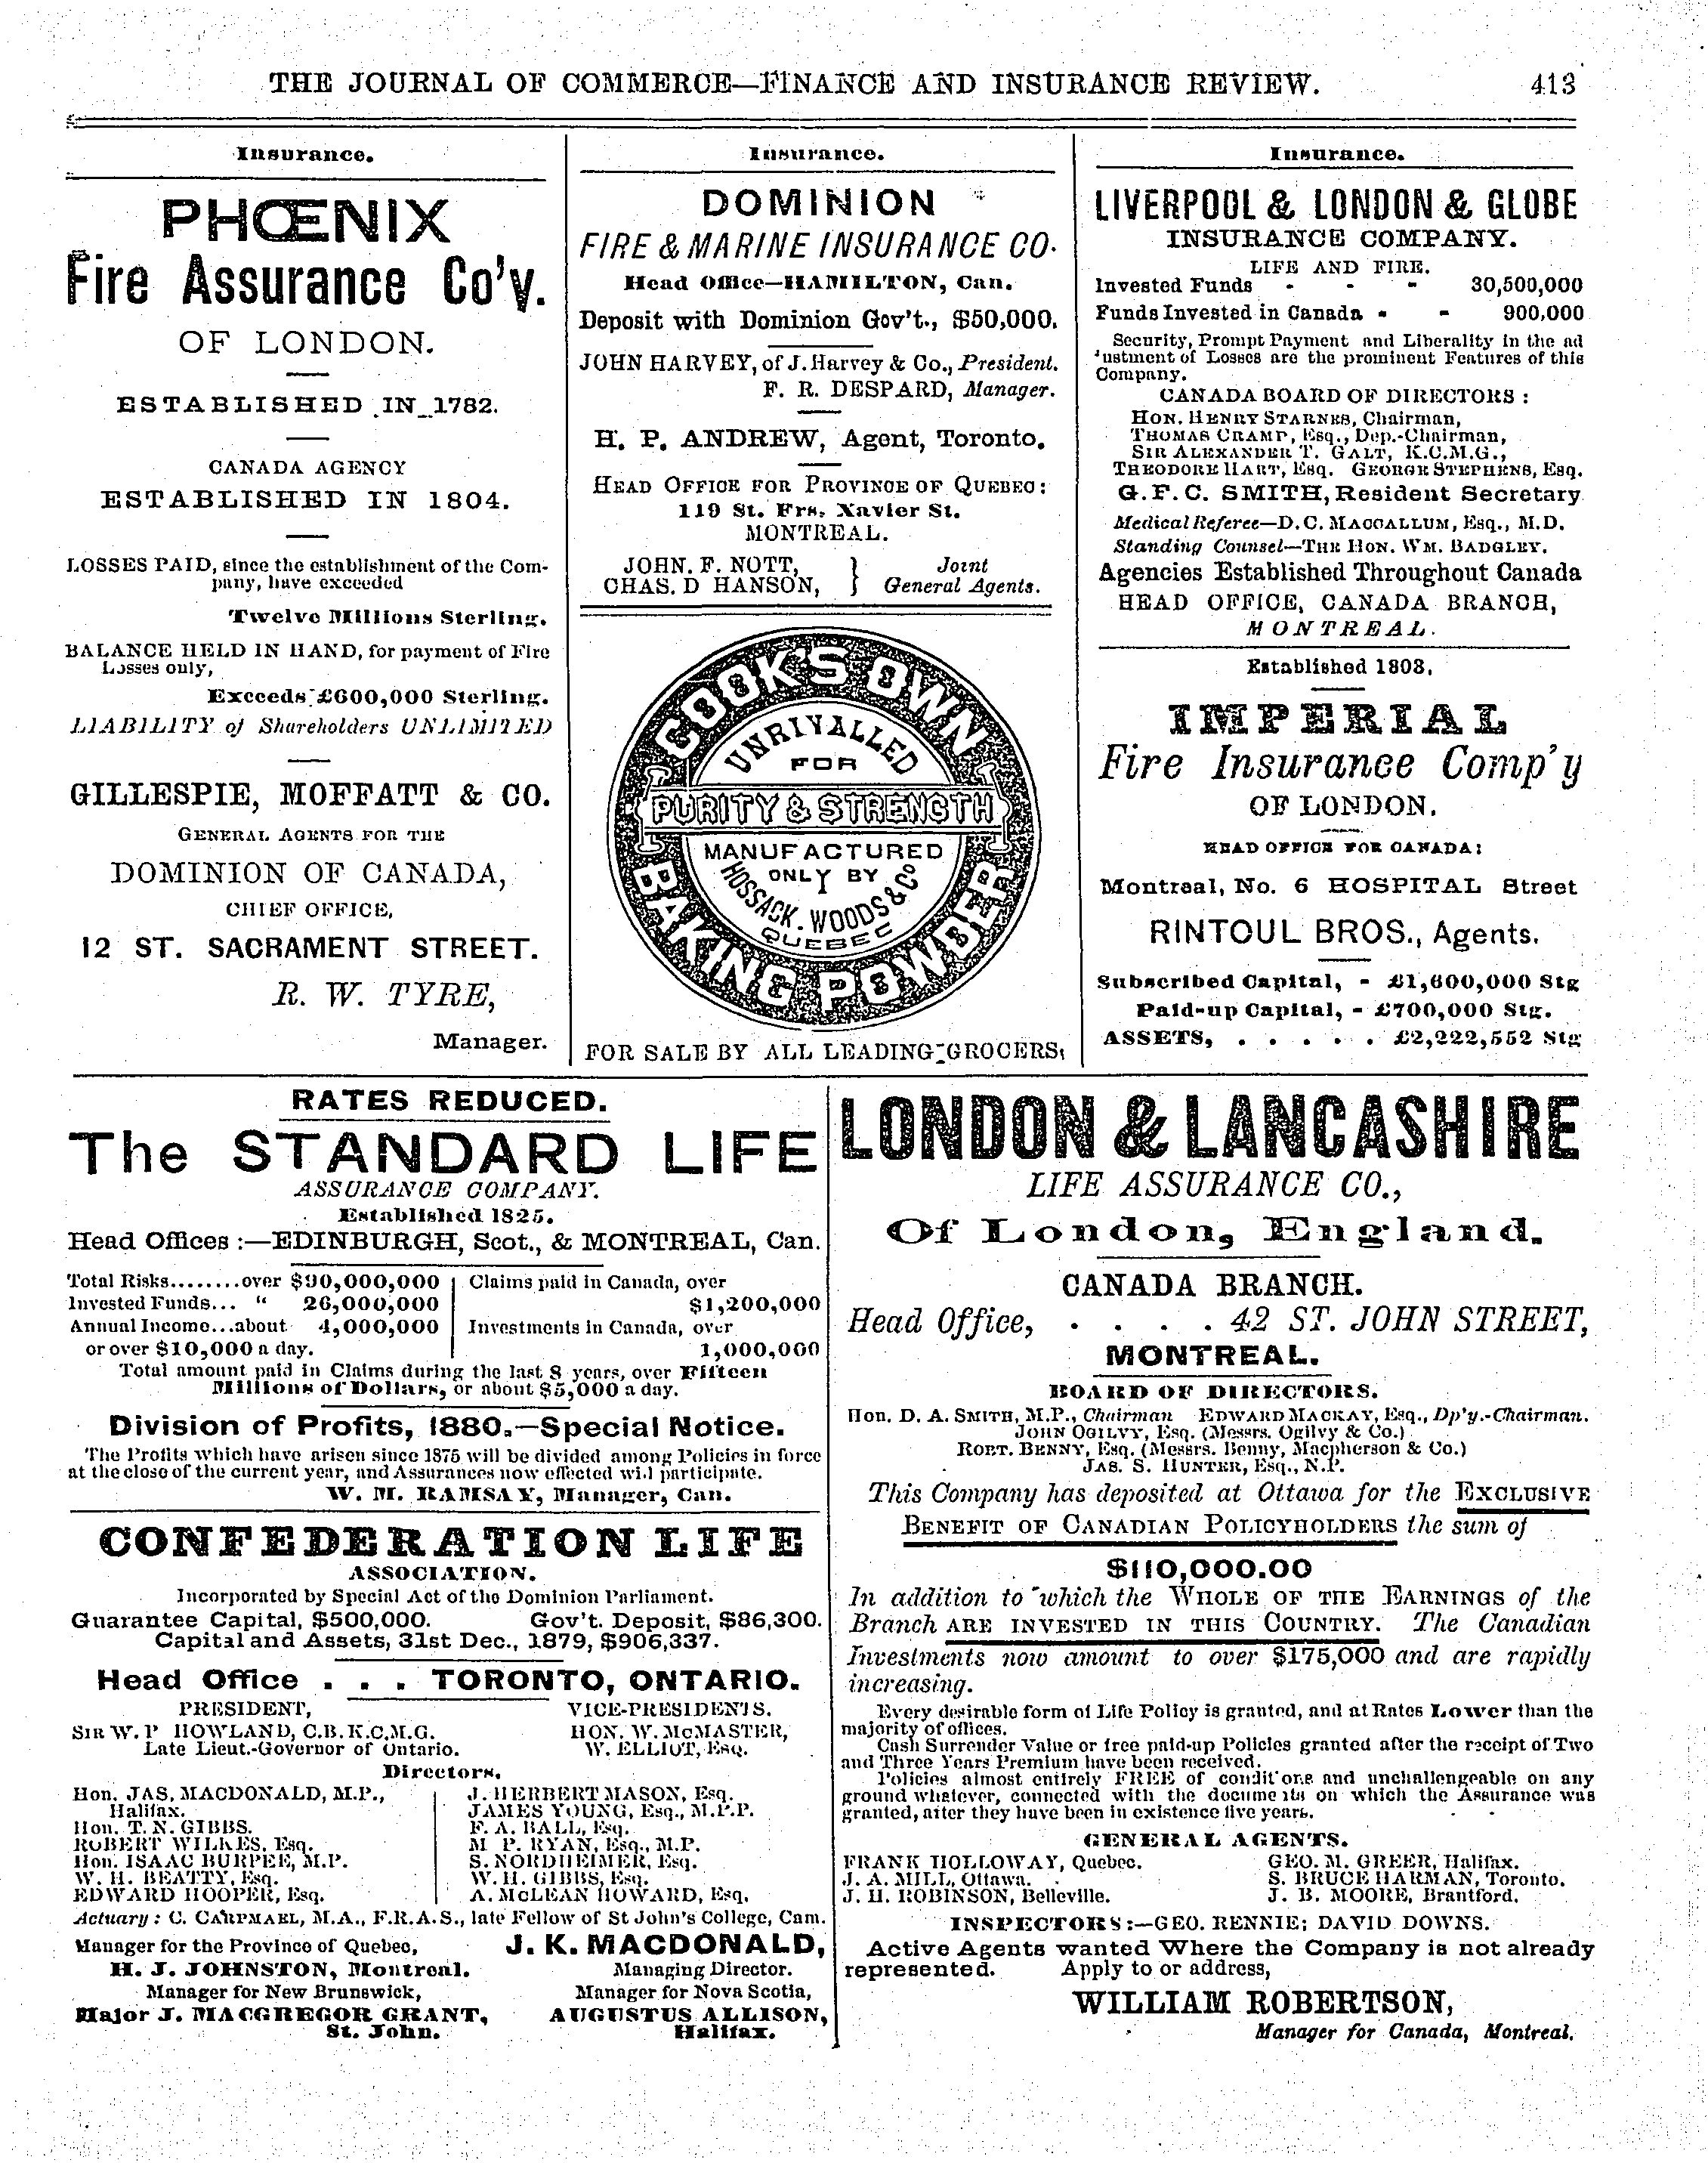 THE JOURNAL OF COMMERCE—FINANCE AND INSURANCE REVIEW. 413
Insurance.
PHŒNIX
Fire Assurance Co'y.
OF LONDON.
ESTABLISHED IN 1782.
CANADA AGENCY
ESTABLISHED IN 1804.
LOSSES PAID, since the establishment of the Com-
pany, have exceeded
Twelve Millions Sterling.
BALANCE HELD IN HAND, for payment of Fire
Losses only,
Exceeds £600,000 Sterling.
LIABILITY of Shareholders UNLIMITED
GILLESPIE, MOFFATT & CO.
GENERAL AGENTS FOR THE
DOMINION OF CANADA,
CHIEF OFFICE,
12 ST. SACRAMENT STREET.
R. W. TYRE,
Manager.
Insurance.
DOMINION
FIRE & MARINE INSURANCE CO.
Head Office—HAMILTON, Can.
Deposit with Dominion Gov't., $50,000.
JOHN HARVEY, of J. Harvey & Co., President.
F. R. DESPARD, Manager.
H. P. ANDREW, Agent, Toronto.
HEAD OFFICE FOR PROVINCE OF QUEBEC:
119 St. Frs. Xavier St.
MONTREAL.
JOHN. F. NOTT, } Joint
CHAS. D HANSON, } General Agents.
COOK'S OWN
UNRIVALLED
FOR
PURITY & STRENGTH
MANUFACTURED
ONLY BY
HOSSACK. WOODS & Co
QUEBEC
BAKING POWDER
FOR SALE BY ALL LEADING GROCERS,
Insurance.
LIVERPOOL & LONDON & GLOBE
INSURANCE COMPANY.
LIFE AND FIRE.
Invested Funds - - - 30,500,000
Funds Invested in Canada - - 900,000
Security, Prompt Payment and Liberality in the ad
justment of Losses are the prominent Features of this
Company.
CANADA BOARD OF DIRECTORS :
HON. HENRY STARNES, Chairman,
THOMAS CRAMP, Esq., Dep.-Chairman,
SIR ALEXANDER T. GALT, K.C.M.G.,
THEODORE HART, Esq. GEORGE STEPHENS, Esq.
G. F. C. SMITH, Resident Secretary
Medical Referee—D. C. MACCALLUM, Esq., M.D.
Standing Counsel—THE HON. WM. BADGLEY.
Agencies Established Throughout Canada
HEAD OFFICE, CANADA BRANCH,
MONTREAL.
Established 1803.
IMPERIAL
Fire Insurance Comp'y
OF LONDON.
HEAD OFFICE FOR CANADA:
Montreal, No. 6 HOSPITAL Street
RINTOUL BROS., Agents.
Subscribed Capital, - £1,600,000 Stg
Paid-up Capital, - £700,000 Stg.
ASSETS, . . . . . £2,222,552 Stg
RATES REDUCED.
The STANDARD LIFE
ASSURANCE COMPANY.
Established 1825.
Head Offices :—EDINBURGH, Scot., & MONTREAL, Can.
Total Risks........over $90,000,000
Invested Funds... " 26,000,000
Annual Income...about 4,000,000
or over $10,000 a day.
Claims paid in Canada, over
$1,200,000
Investments in Canada, over
1,000,000
Total amount paid in Claims during the last 8 years, over Fifteen
Millions of Dollars, or about $5,000 a day.
Division of Profits, 1880.—Special Notice.
The Profits which have arisen since 1875 will be divided among Policies in force
at the close of the current year, and Assurances now effected will participate.
W. M. RAMSAY, Manager, Can.
CONFEDERATION LIFE
ASSOCIATION.
Incorporated by Special Act of the Dominion Parliament.
Guarantee Capital, $500,000. Gov't. Deposit, $86,300.
Capital and Assets, 31st Dec., 1879, $906,337.
Head Office . . . TORONTO, ONTARIO.
PRESIDENT,
SIR W. P HOWLAND, C.B. K.C.M.G.
Late Lieut.-Governor of Ontario.
VICE-PRESIDENTS.
HON. W. McMASTER,
W. ELLIOT, Esq.
Directors.
Hon. JAS, MACDONALD, M.P.,
Halifax.
Hon. T. N. GIBBS.
ROBERT WILKES, Esq.
Hon. ISAAC BURPEE, M.P.
W. H. BEATTY, Esq.
EDWARD HOOPER, Esq.
J. HERBERT MASON, Esq.
JAMES YOUNG, Esq., M.P.P.
F. A. BALL, Esq.
M P. RYAN, Esq., M.P.
S. NORDHEIMER, Esq.
W. H. GIBBS, Esq.
A. McLEAN HOWARD, Esq.
Actuary : C. CARPMAEL, M.A., F.R.A.S., late Fellow of St John's College, Cam.
Manager for the Province of Quebec,
H. J. JOHNSTON, Montreal.
Manager for New Brunswick,
Major J. MACGREGOR GRANT,
St. John.
J. K. MACDONALD,
Managing Director.
Manager for Nova Scotia,
AUGUSTUS ALLISON,
Halifax.
LONDON & LANCASHIRE
LIFE ASSURANCE CO.,
Of London, England.
CANADA BRANCH.
Head Office, . . . . 42 ST. JOHN STREET,
MONTREAL.
BOARD OF DIRECTORS.
Hon. D. A. SMITH, M.P., Chairman EDWARD MACKAY, Esq., Dp'y.-Chairman.
JOHN OGILVY, Esq. (Messrs. Ogilvy & Co.)
ROBT. BENNY, Esq. (Messrs. Benny, Macpherson & Co.)
JAS. S. HUNTER, Esq., N.P.
This Company has deposited at Ottawa for the EXCLUSIVE
BENEFIT OF CANADIAN POLICYHOLDERS the sum of
$110,000.00
In addition to which the WHOLE OF THE EARNINGS of the
Branch ARE INVESTED IN THIS COUNTRY. The Canadian
Investments now amount to over $175,000 and are rapidly
increasing.
Every desirable form of Life Policy is granted, and at Rates Lower than the
majority of offices.
Cash Surrender Value or free paid-up Policies granted after the receipt of Two
and Three Years Premium have been received.
Policies almost entirely FREE of conditions and unchallengeable on any
ground whatever, connected with the documents on which the Assurance was
granted, after they have been in existence five years.
GENERAL AGENTS.
FRANK HOLLOWAY, Quebec.
J. A. MILL, Ottawa.
J. H. ROBINSON, Belleville.
GEO. M. GREER, Halifax.
S. BRUCE HARMAN, Toronto.
J. B. MOORE, Brantford.
INSPECTORS:—GEO. RENNIE; DAVID DOWNS.
Active Agents wanted Where the Company is not already
represented. Apply to or address,
WILLIAM ROBERTSON,
Manager for Canada, Montreal.